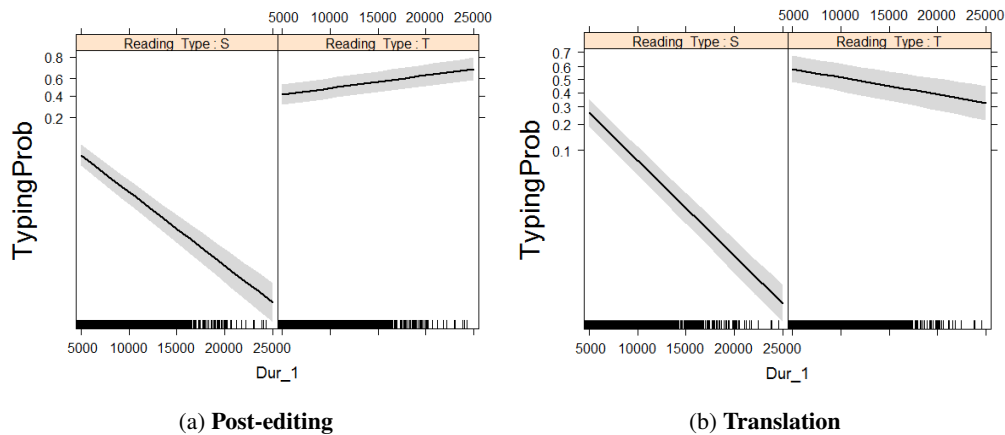 5000 10000 15000 20000 25000
Reading Type : S
Reading Type : T
0.8
0.6
0.4
0.2
TypingProb
5000 10000 15000 20000 25000
Dur_1
(a) Post-editing
5000 10000 15000 20000 25000
Reading Type : S
Reading Type : T
0.7
0.6
0.5
0.4
0.3
0.2
0.1
TypingProb
5000 10000 15000 20000 25000
Dur_1
(b) Translation